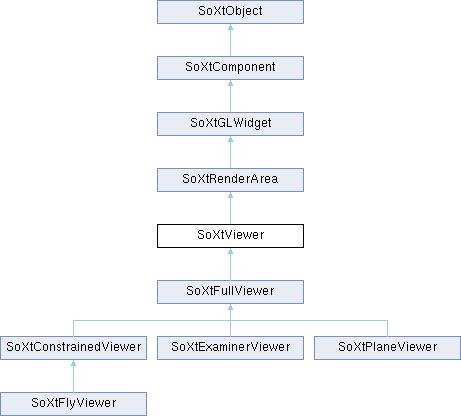 SoXtObject
SoXtComponent
SoXtGLWidget
SoXtRenderArea
SoXtViewer
SoXtFullViewer
SoXtConstrainedViewer
SoXtExaminerViewer
SoXtPlaneViewer
SoXtFlyViewer